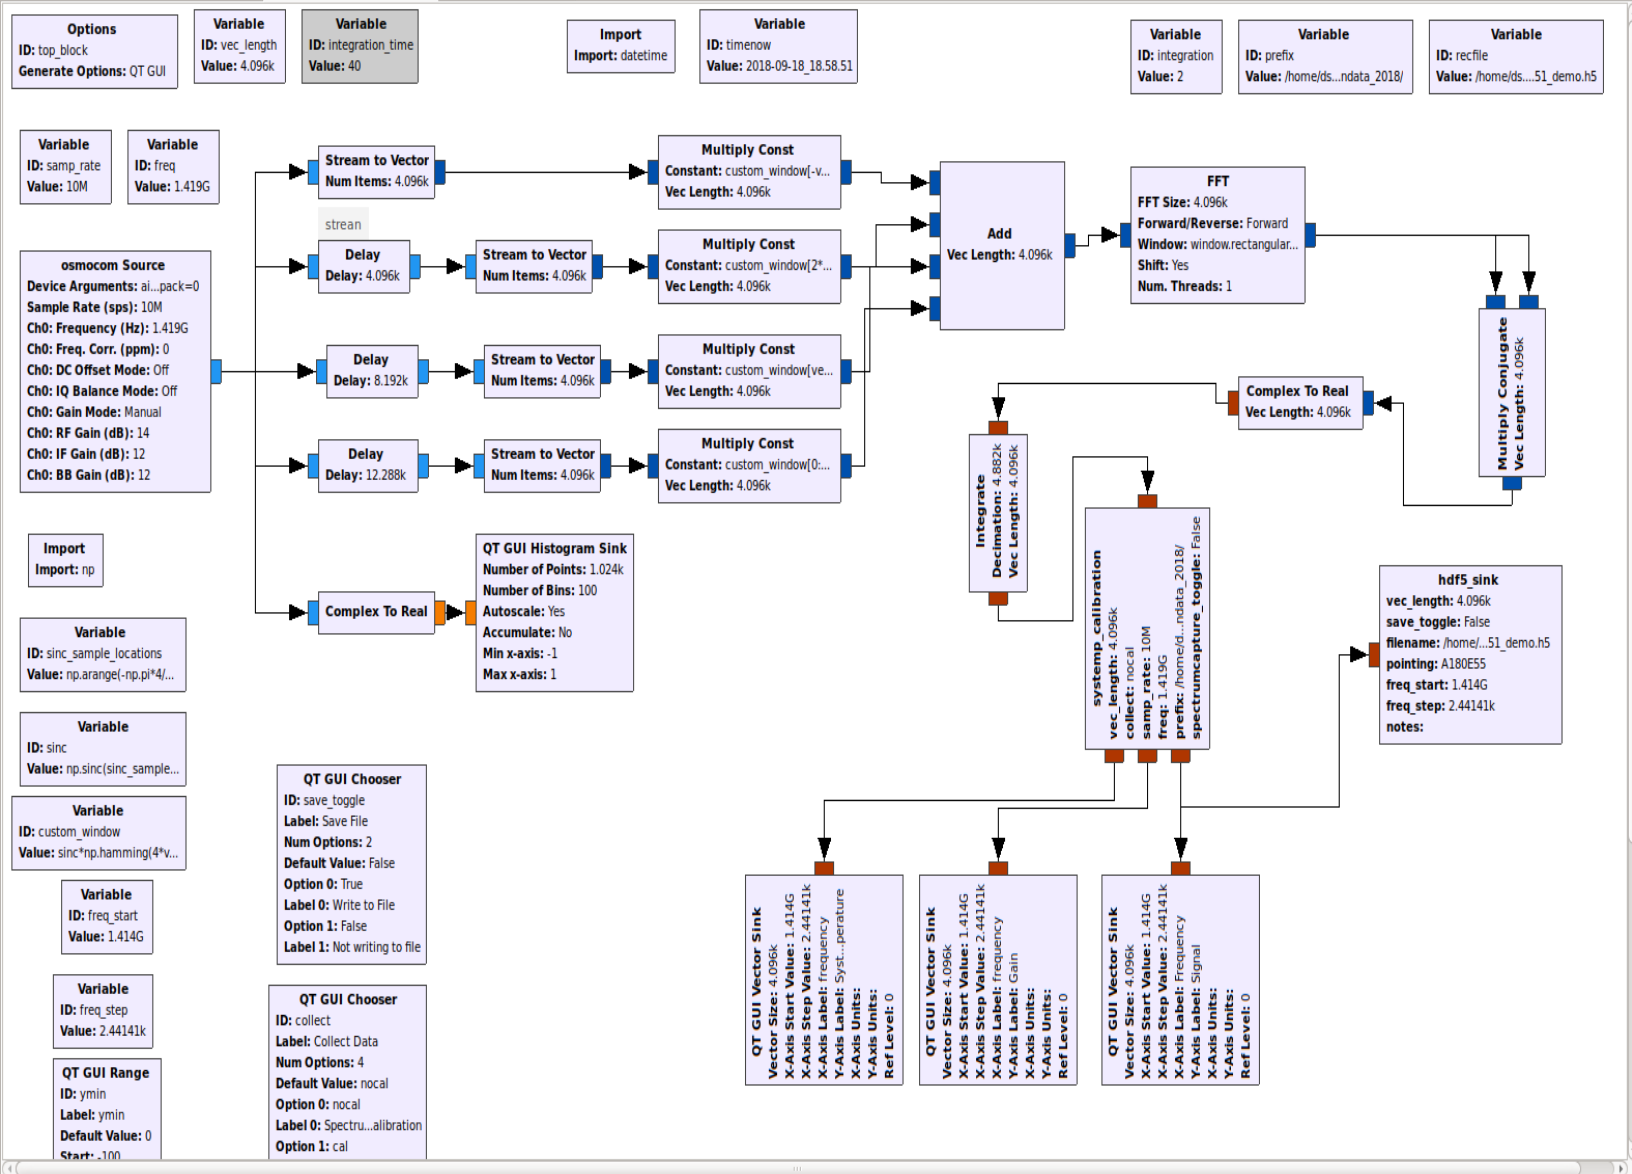 Options
ID: top_block
Generate Options: QT GUI
Variable
ID: vec_length
Value: 4.096k
Variable
ID: integration_time
Value: 40
Import
Import: datetime
Variable
ID: timenow
Value: 2018-09-18_18.58.51
Variable
ID: integration
Value: 2
Variable
ID: prefix
Value: /home/ds...ndata_2018/
Variable
ID: recfile
Value: /home/ds....51_demo.h5
Variable
ID: samp_rate
Value: 10M
Variable
ID: freq
Value: 1.419G
Stream to Vector
Num Items: 4.096k
Multiply Const
Constant: custom_window[-v...
Vec Length: 4.096k
strean
Delay
Delay: 4.096k
Stream to Vector
Num Items: 4.096k
Multiply Const
Constant: custom_window[2*...
Vec Length: 4.096k
Add
Vec Length: 4.096k
FFT
FFT Size: 4.096k
Forward/Reverse: Forward
Window: window.rectangular...
Shift: Yes
Num. Threads: 1
osmocom Source
Device Arguments: ai...pack=0
Sample Rate (sps): 10M
Ch0: Frequency (Hz): 1.419G
Ch0: Freq. Corr. (ppm): 0
Ch0: DC Offset Mode: Off
Ch0: IQ Balance Mode: Off
Ch0: Gain Mode: Manual
Ch0: RF Gain (dB): 14
Ch0: IF Gain (dB): 12
Ch0: BB Gain (dB): 12
Delay
Delay: 8.192k
Stream to Vector
Num Items: 4.096k
Multiply Const
Constant: custom_window[ve...
Vec Length: 4.096k
Delay
Delay: 12.288k
Stream to Vector
Num Items: 4.096k
Multiply Const
Constant: custom_window[0:...
Vec Length: 4.096k
Multiply Conjugate
Vec Length: 4.096k
Complex To Real
Vec Length: 4.096k
Integrate
Decimation: 4.882k
Vec Length: 4.096k
systemp_calibration
vec_length: 4.096k
collect: nocal
samp_rate: 10M
freq: 1.419G
prefix: /home/d...ndata_2018/
spectrumcapture_toggle: False
hdf5_sink
vec_length: 4.096k
save_toggle: False
filename: /home/...51_demo.h5
pointing: A180E55
freq_start: 1.414G
freq_step: 2.44141k
notes:
Import
Import: np
Complex To Real
QT GUI Histogram Sink
Number of Points: 1.024k
Number of Bins: 100
Autoscale: Yes
Accumulate: No
Min x-axis: -1
Max x-axis: 1
Variable
ID: sinc_sample_locations
Value: np.arange(-np.pi*4/...
Variable
ID: sinc
Value: np.sinc(sinc_sample...
Variable
ID: custom_window
Value: sinc*np.hamming(4*v...
Variable
ID: freq_start
Value: 1.414G
Variable
ID: freq_step
Value: 2.44141k
QT GUI Range
ID: ymin
Label: ymin
Default Value: 0
Start: -100
QT GUI Chooser
ID: save_toggle
Label: Save File
Num Options: 2
Default Value: False
Option 0: True
Label 0: Write to File
Option 1: False
Label 1: Not writing to file
QT GUI Chooser
ID: collect
Label: Collect Data
Num Options: 4
Default Value: nocal
Option 0: nocal
Label 0: Spectru...alibration
Option 1: cal
QT GUI Vector Sink
Vector Size: 4.096k
X-Axis Start Value: 1.414G
X-Axis Step Value: 2.44141k
X-Axis Label: frequency
Y-Axis Label: Syst...perature
X-Axis Units:
Y-Axis Units:
Ref Level: 0
QT GUI Vector Sink
Vector Size: 4.096k
X-Axis Start Value: 1.414G
X-Axis Step Value: 2.44141k
X-Axis Label: frequency
Y-Axis Label: Gain
X-Axis Units:
Y-Axis Units:
Ref Level: 0
QT GUI Vector Sink
Vector Size: 4.096k
X-Axis Start Value: 1.414G
X-Axis Step Value: 2.44141k
X-Axis Label: Frequency
Y-Axis Label: Signal
X-Axis Units:
Y-Axis Units:
Ref Level: 0